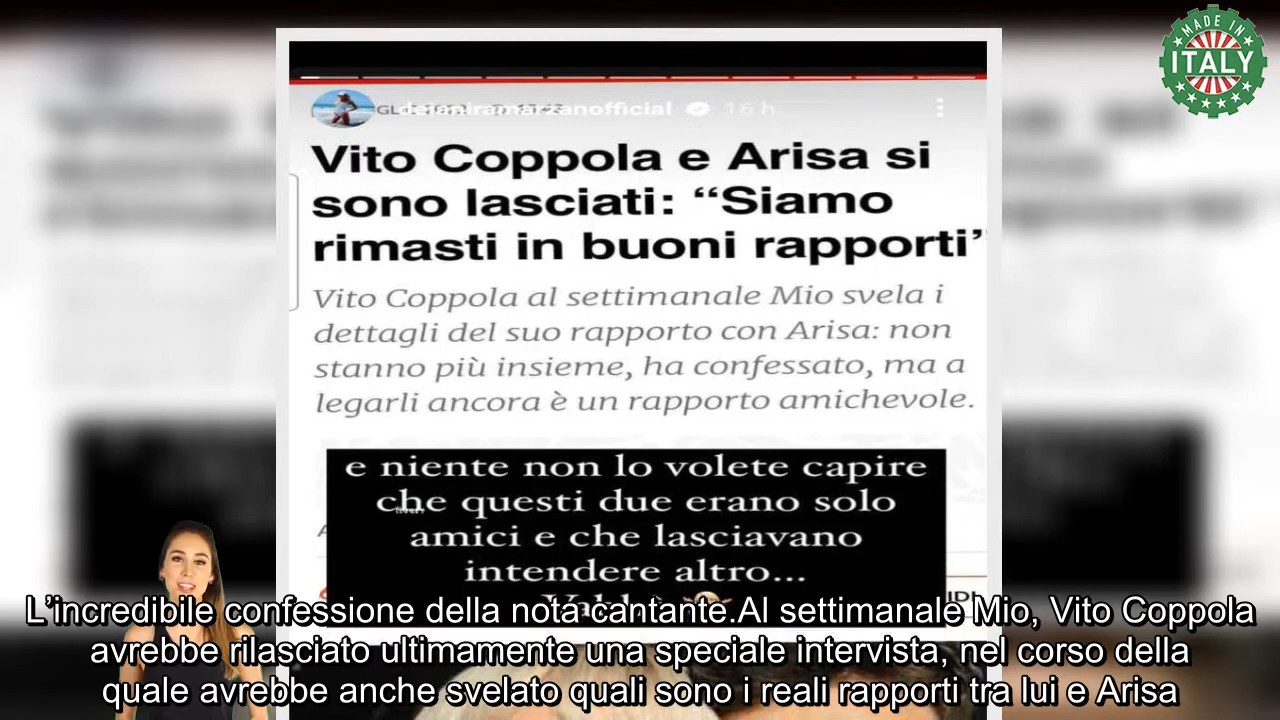 MADE IN
ITALY
dejaniramarzanofficial 16 h
Vito Coppola e Arisa si
sono lasciati: “Siamo
rimasti in buoni rapporti”
Vito Coppola al settimanale Mio svela i
dettagli del suo rapporto con Arisa: non
stanno più insieme, ha confessato, ma a
legarli ancora è un rapporto amichevole.
e niente non lo volete capire
che questi due erano solo
amici e che lasciavano
intendere altro...
L’incredibile confessione della nota cantante.Al settimanale Mio, Vito Coppola
avrebbe rilasciato ultimamente una speciale intervista, nel corso della
quale avrebbe anche svelato quali sono i reali rapporti tra lui e Arisa